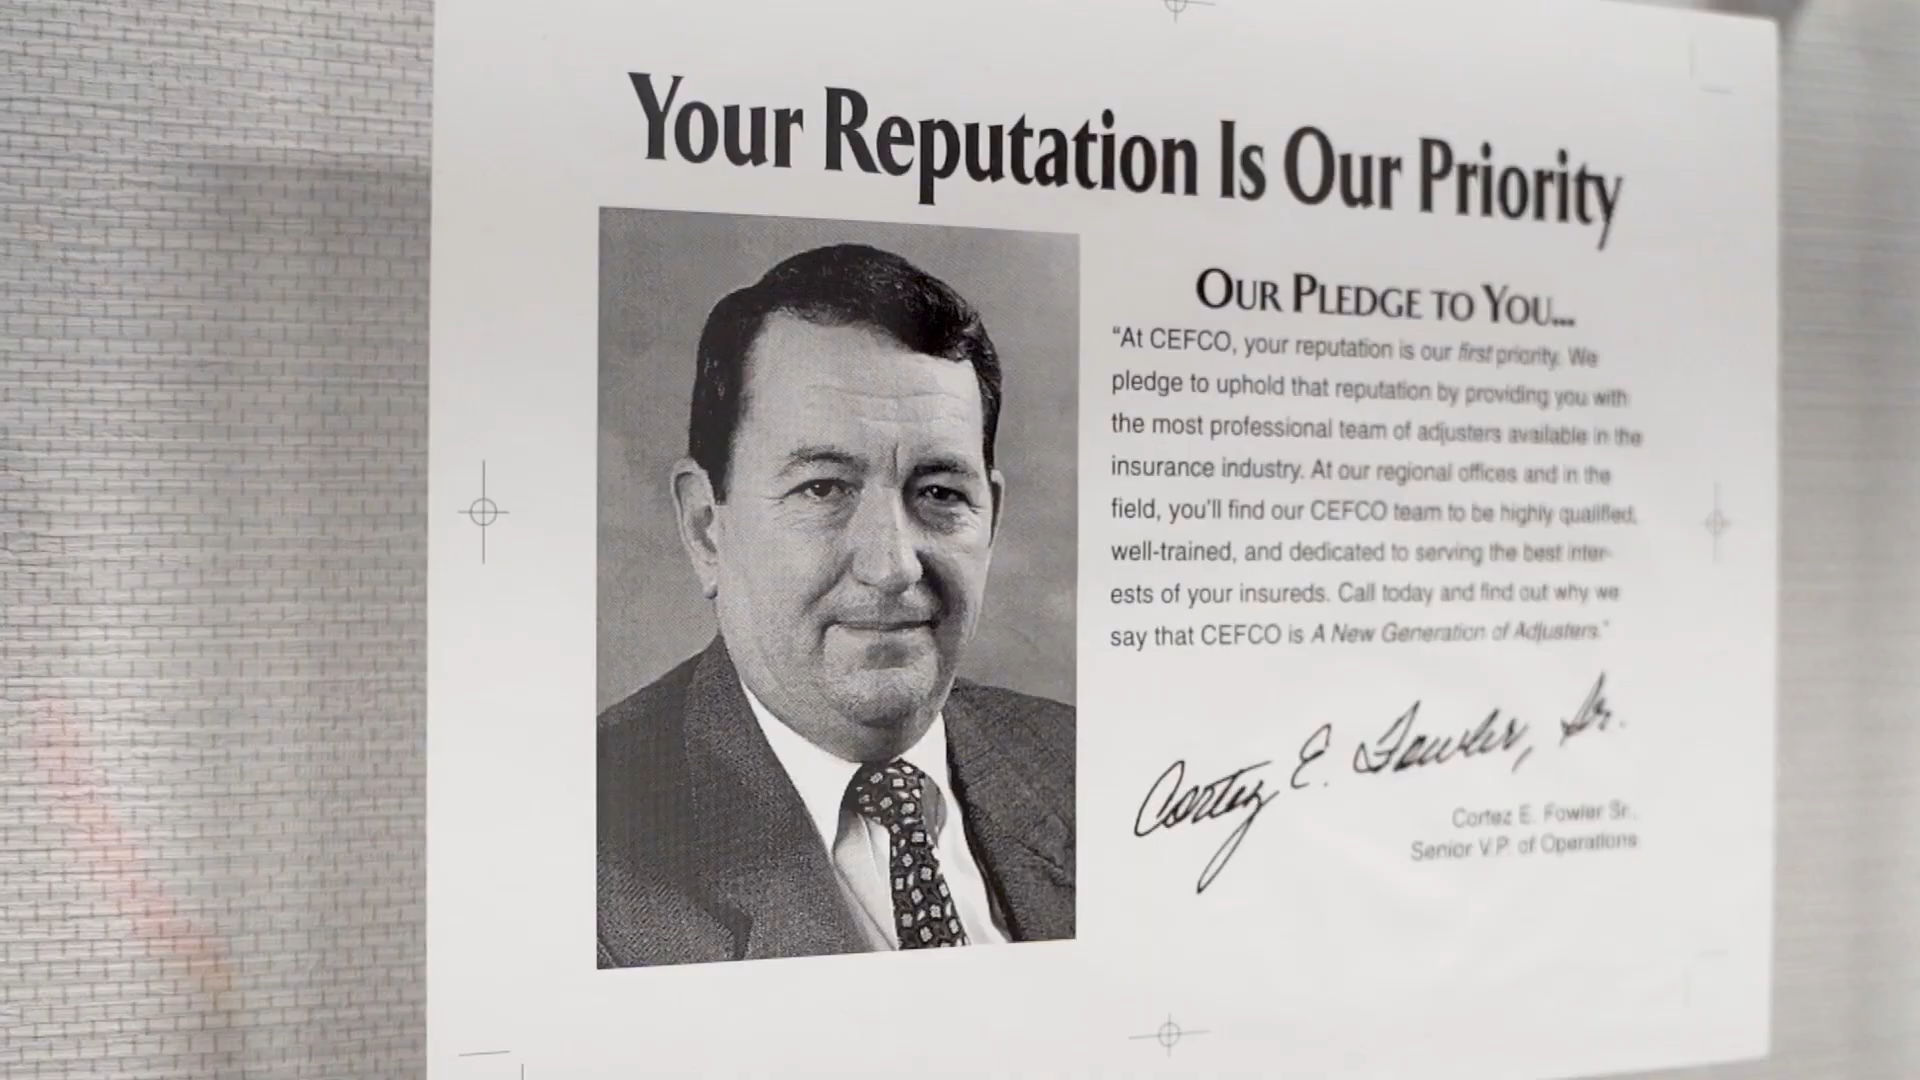 Your Reputation Is Our Priority
OUR PLEDGE TO YOU...
“At CEFCO, your reputation is our first priority. We
pledge to uphold that reputation by providing you with
the most professional team of adjusters available in the
insurance industry. At our regional offices and in the
field, you'll find our CEFCO team to be highly qualified,
well-trained, and dedicated to serving the best inter-
ests of your insureds. Call today and find out why we
say that CEFCO is A New Generation of Adjusters.”
Cortez E. Fowler, Sr.
Cortez E. Fowler Sr.
Senior V.P. of Operations